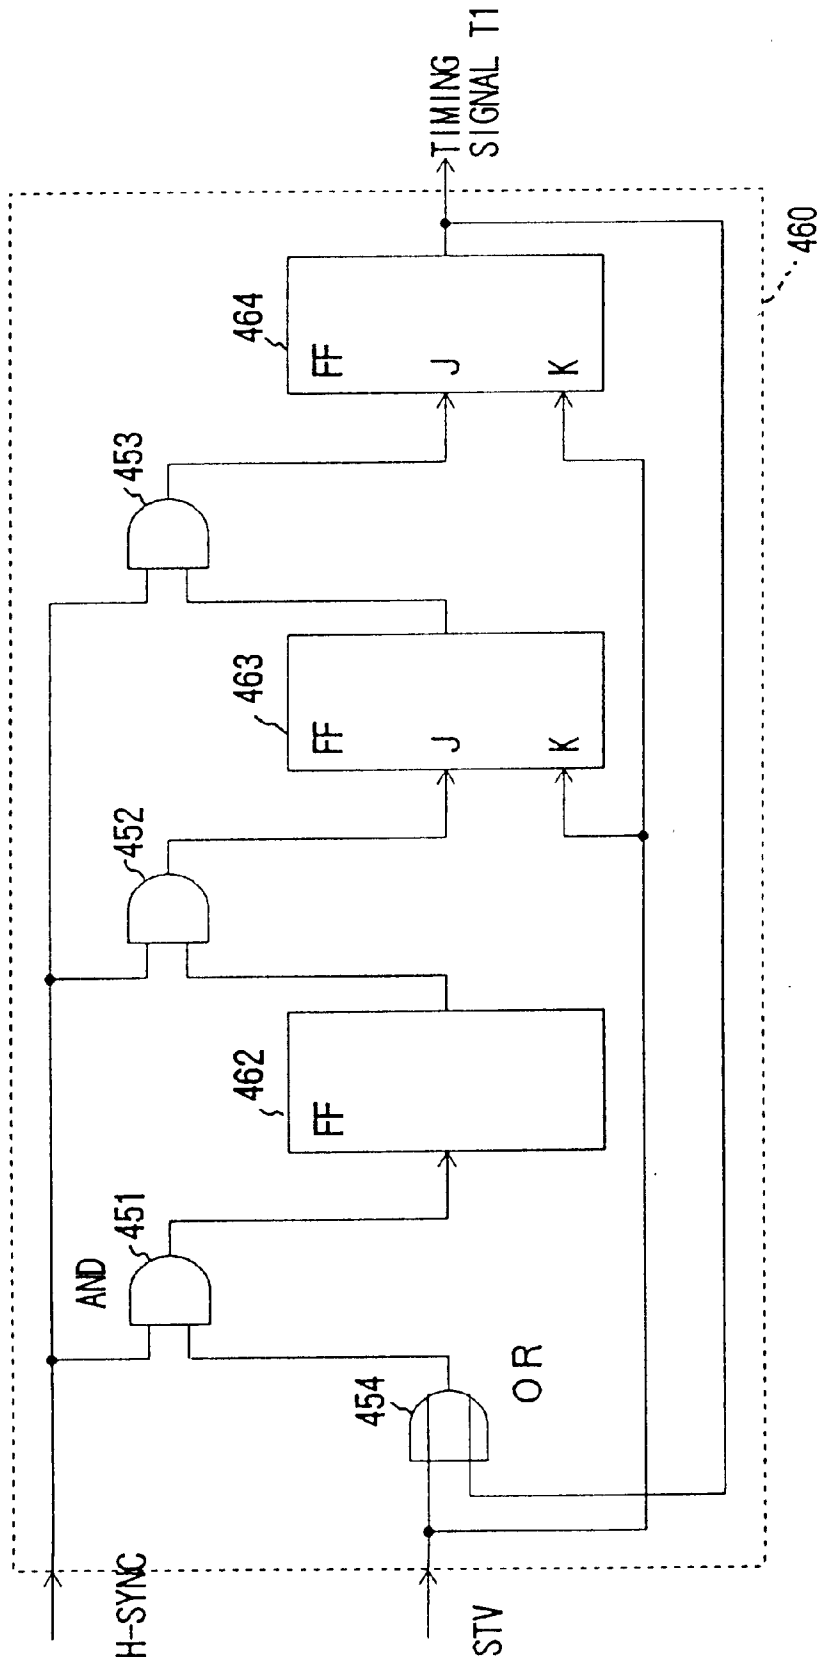 H-SYNC
STV
AND
451
454
OR
FF
462
452
FF
463
J
K
453
FF
464
J
K
TIMING
SIGNAL T1
460